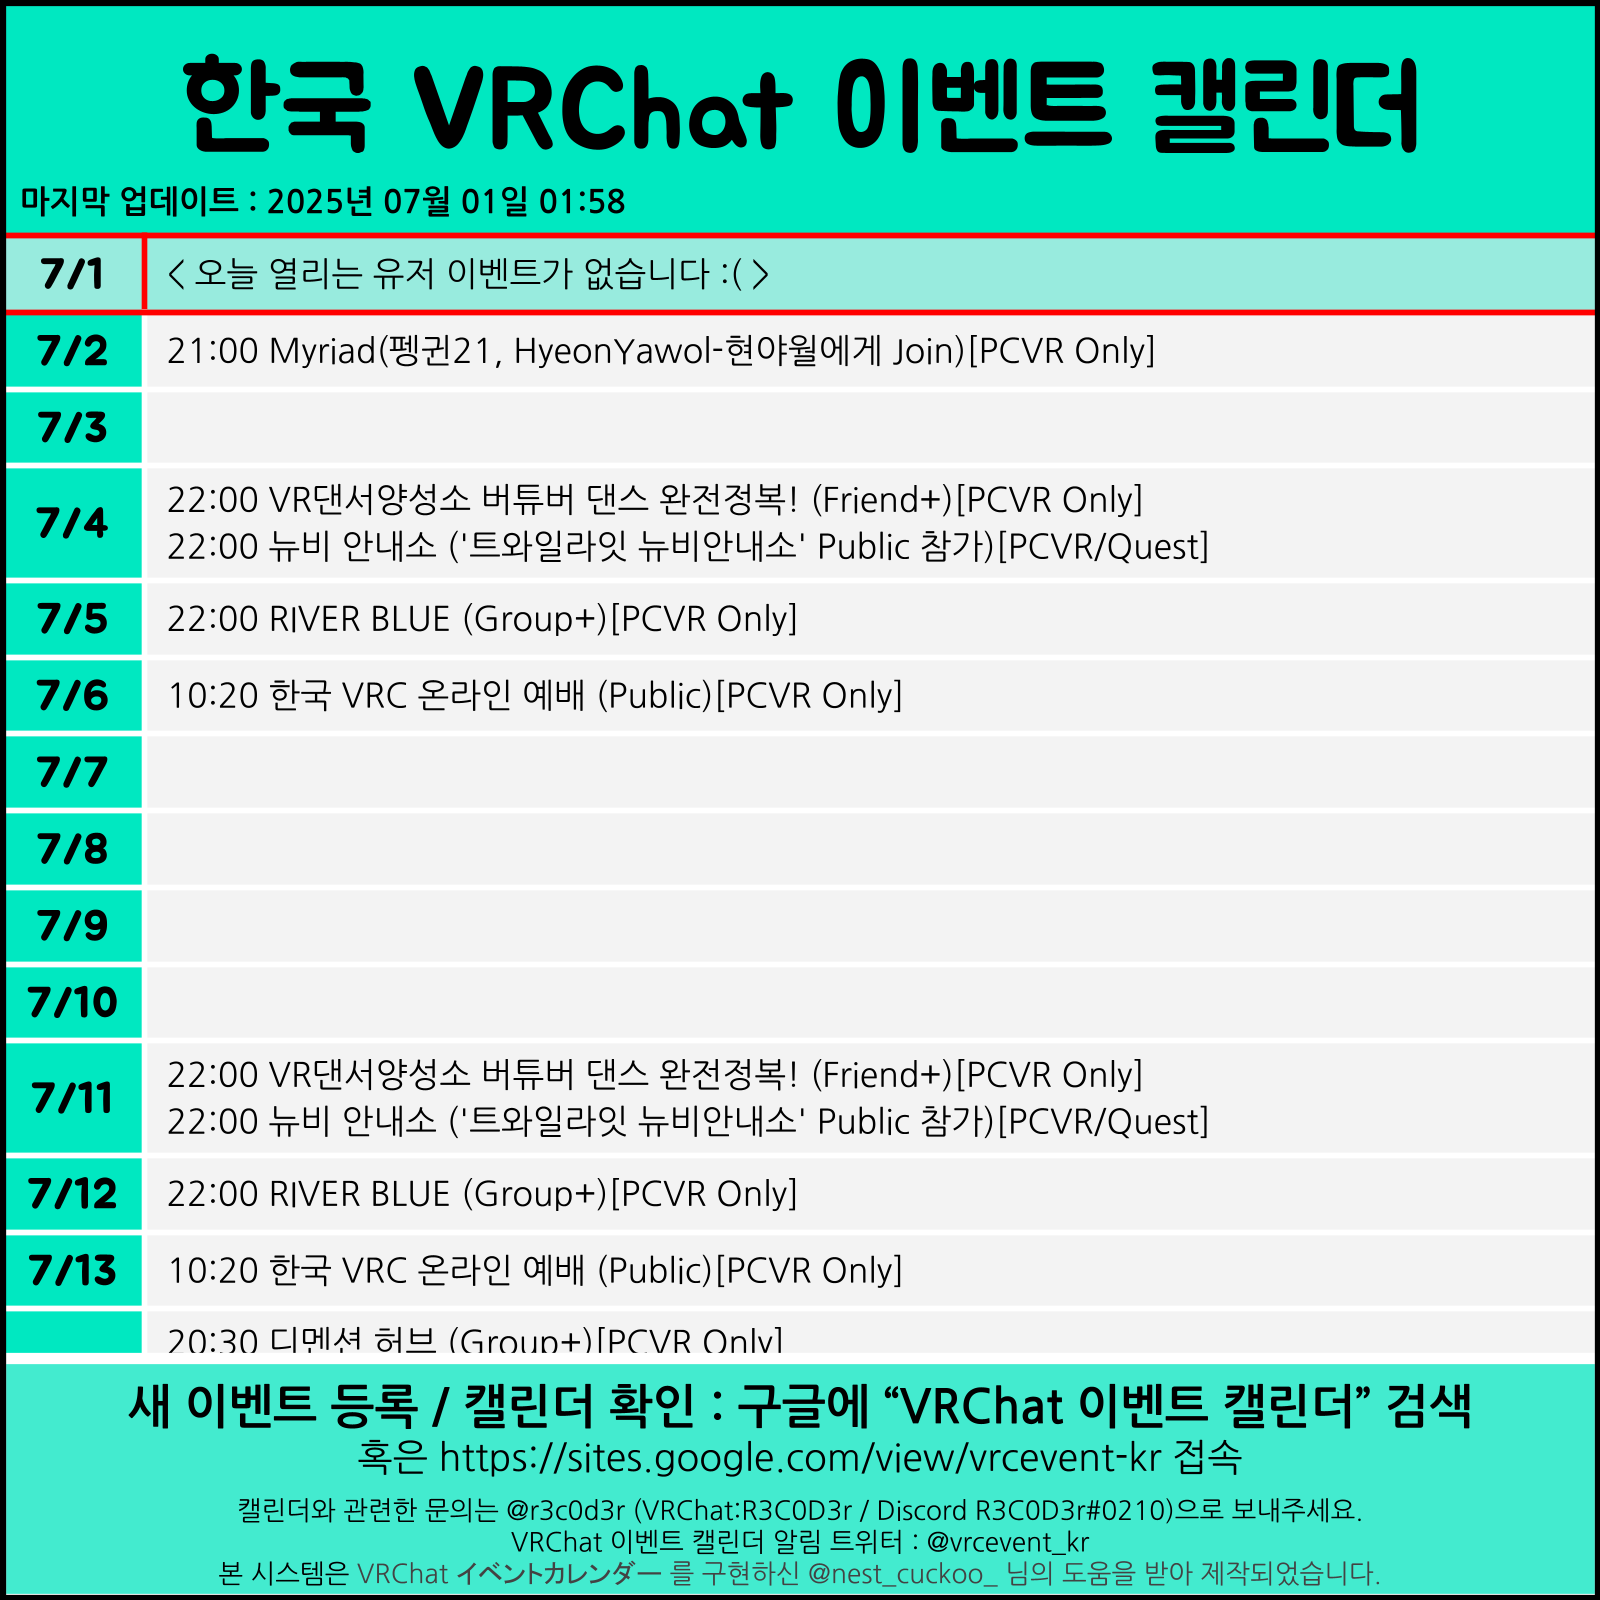 한국 VRChat 이벤트 캘린더
마지막 업데이트 : 2025년 07월 01일 01:58
7/1
< 오늘 열리는 유저 이벤트가 없습니다 :( >
7/2
21:00 Myriad(펭귄21, HyeonYawol-현야월에게 Join)[PCVR Only]
7/3
7/4
22:00 VR댄서양성소 버튜버 댄스 완전정복! (Friend+)[PCVR Only]
22:00 뉴비 안내소 ('트와일라잇 뉴비안내소' Public 참가)[PCVR/Quest]
7/5
22:00 RIVER BLUE (Group+)[PCVR Only]
7/6
10:20 한국 VRC 온라인 예배 (Public)[PCVR Only]
7/7
7/8
7/9
7/10
7/11
22:00 VR댄서양성소 버튜버 댄스 완전정복! (Friend+)[PCVR Only]
22:00 뉴비 안내소 ('트와일라잇 뉴비안내소' Public 참가)[PCVR/Quest]
7/12
22:00 RIVER BLUE (Group+)[PCVR Only]
7/13
10:20 한국 VRC 온라인 예배 (Public)[PCVR Only]
20:30 디멘션 허브 (Group+)[PCVR Only]
새 이벤트 등록 / 캘린더 확인 : 구글에 “VRChat 이벤트 캘린더” 검색
혹은 https://sites.google.com/view/vrcevent-kr 접속
캘린더와 관련한 문의는 @r3c0d3r (VRChat:R3C0D3r / Discord R3C0D3r#0210)으로 보내주세요.
VRChat 이벤트 캘린더 알림 트위터 : @vrcevent_kr
본 시스템은 VRChat イベントカレンダー 를 구현하신 @nest_cuckoo_ 님의 도움을 받아 제작되었습니다.